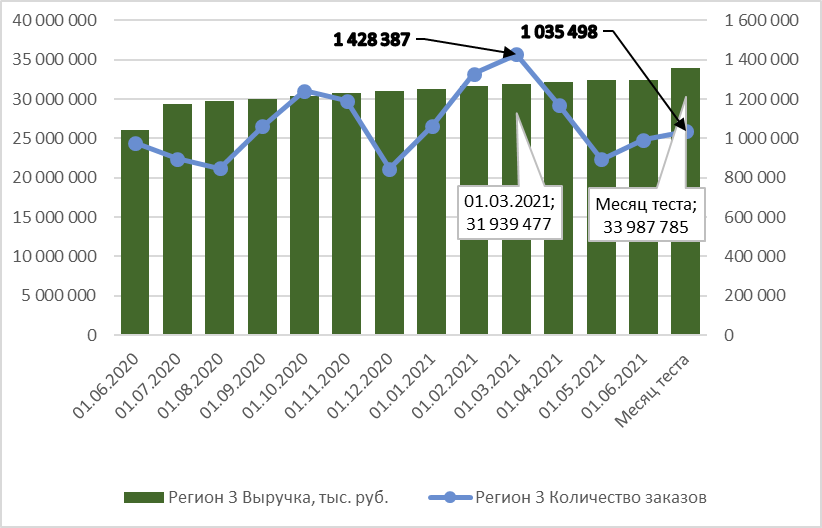 40 000 000
35 000 000
30 000 000
25 000 000
20 000 000
15 000 000
10 000 000
5 000 000
0
1 428 387
1 035 498
1 600 000
1 400 000
1 200 000
1 000 000
800 000
600 000
400 000
200 000
0
01.03.2021;
31 939 477
Месяц теста;
33 987 785
01.06.2020
01.07.2020
01.08.2020
01.09.2020
01.10.2020
01.11.2020
01.12.2020
01.01.2021
01.02.2021
01.03.2021
01.04.2021
01.05.2021
01.06.2021
Месяц теста
Регион 3 Выручка, тыс. руб.
Регион 3 Количество заказов